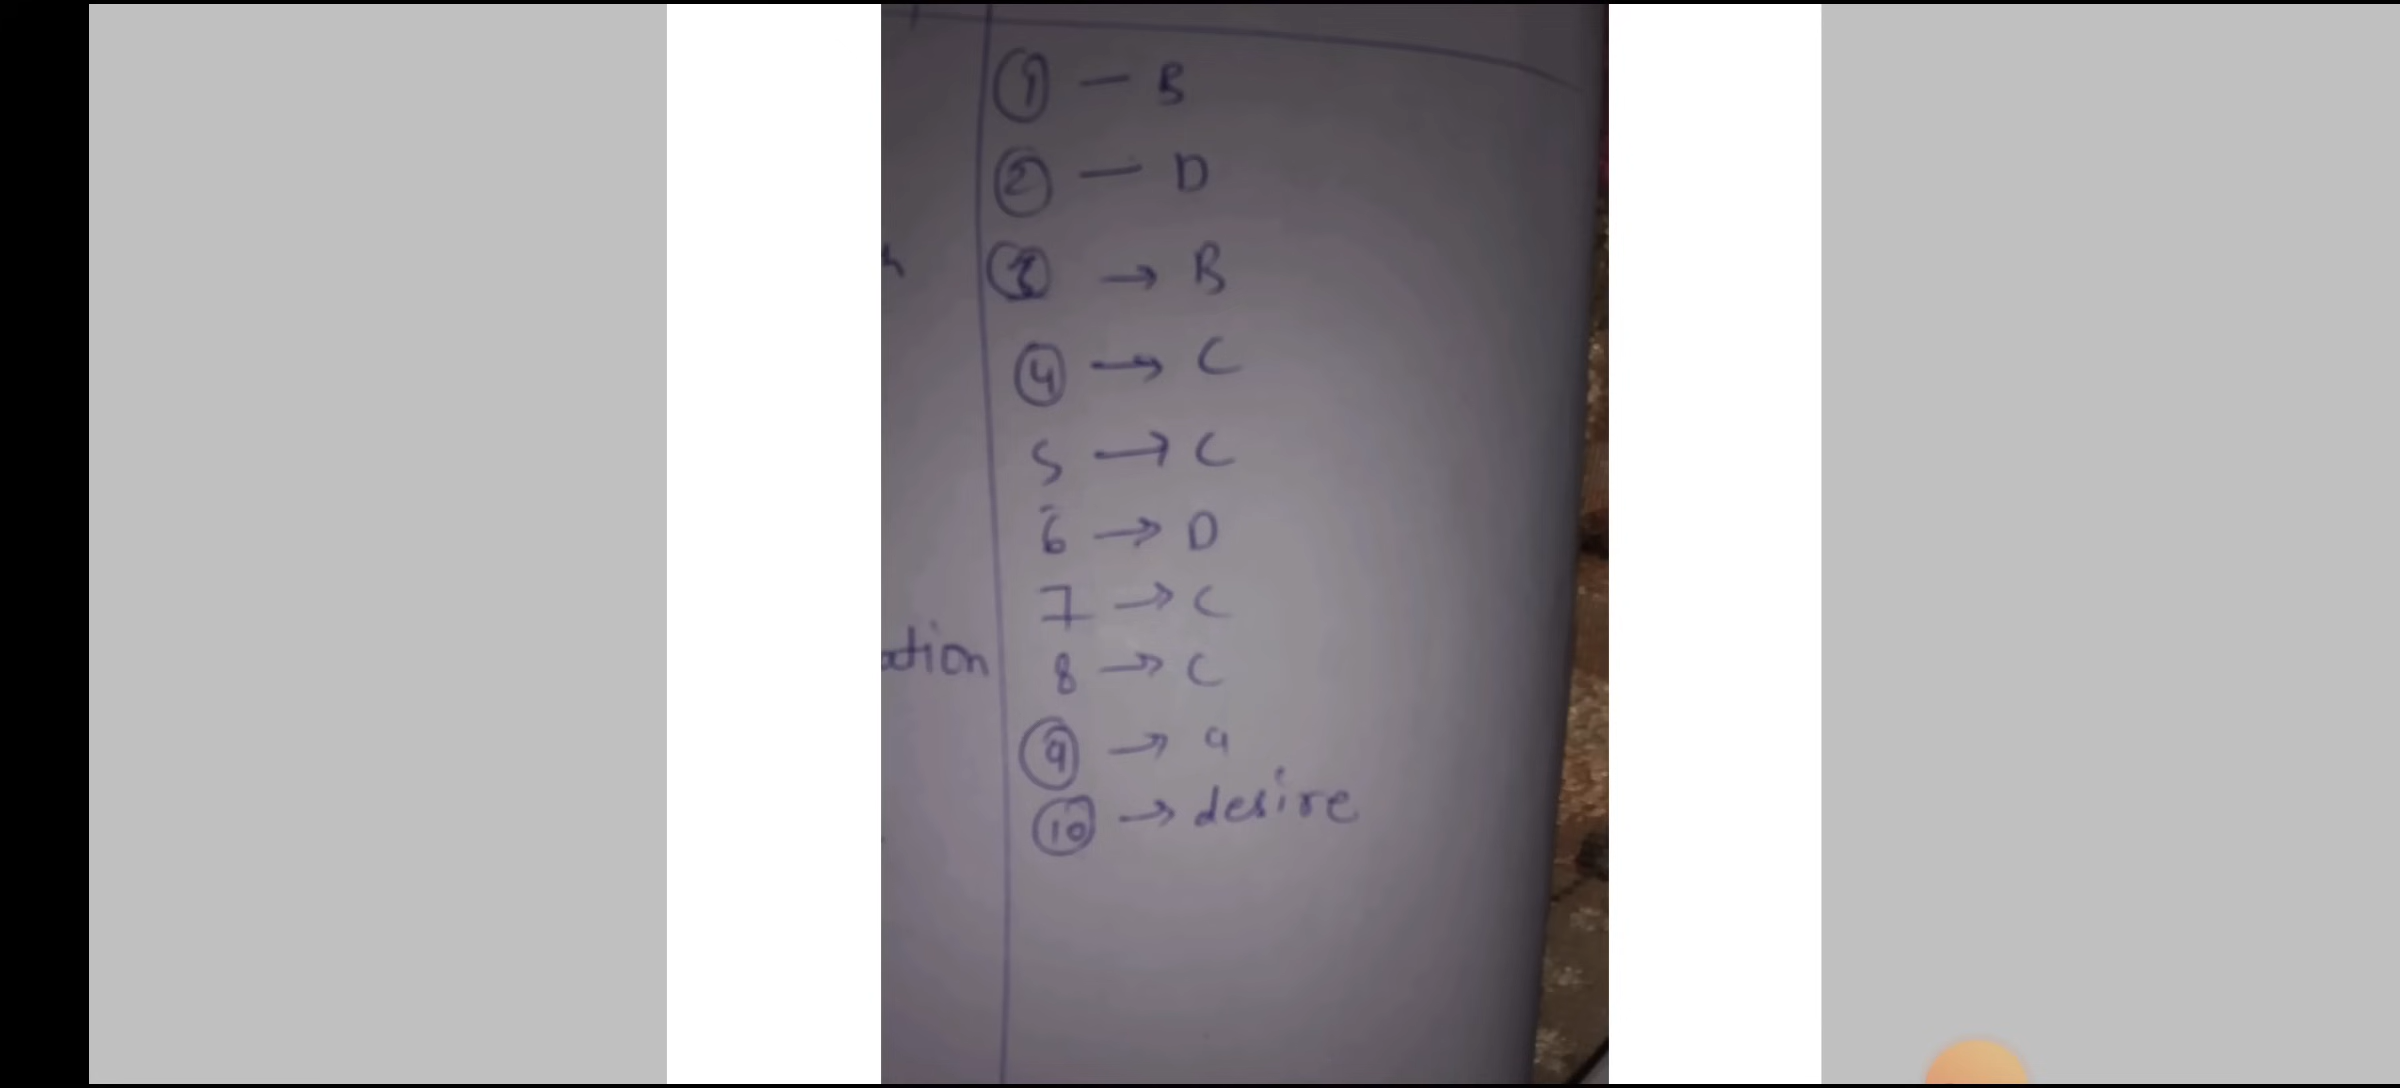 ① — B
② — D
③ → B
④ → C
5 → C
6 → D
7 → C
ation
8 → C
⑨ → a
⑩ → desire